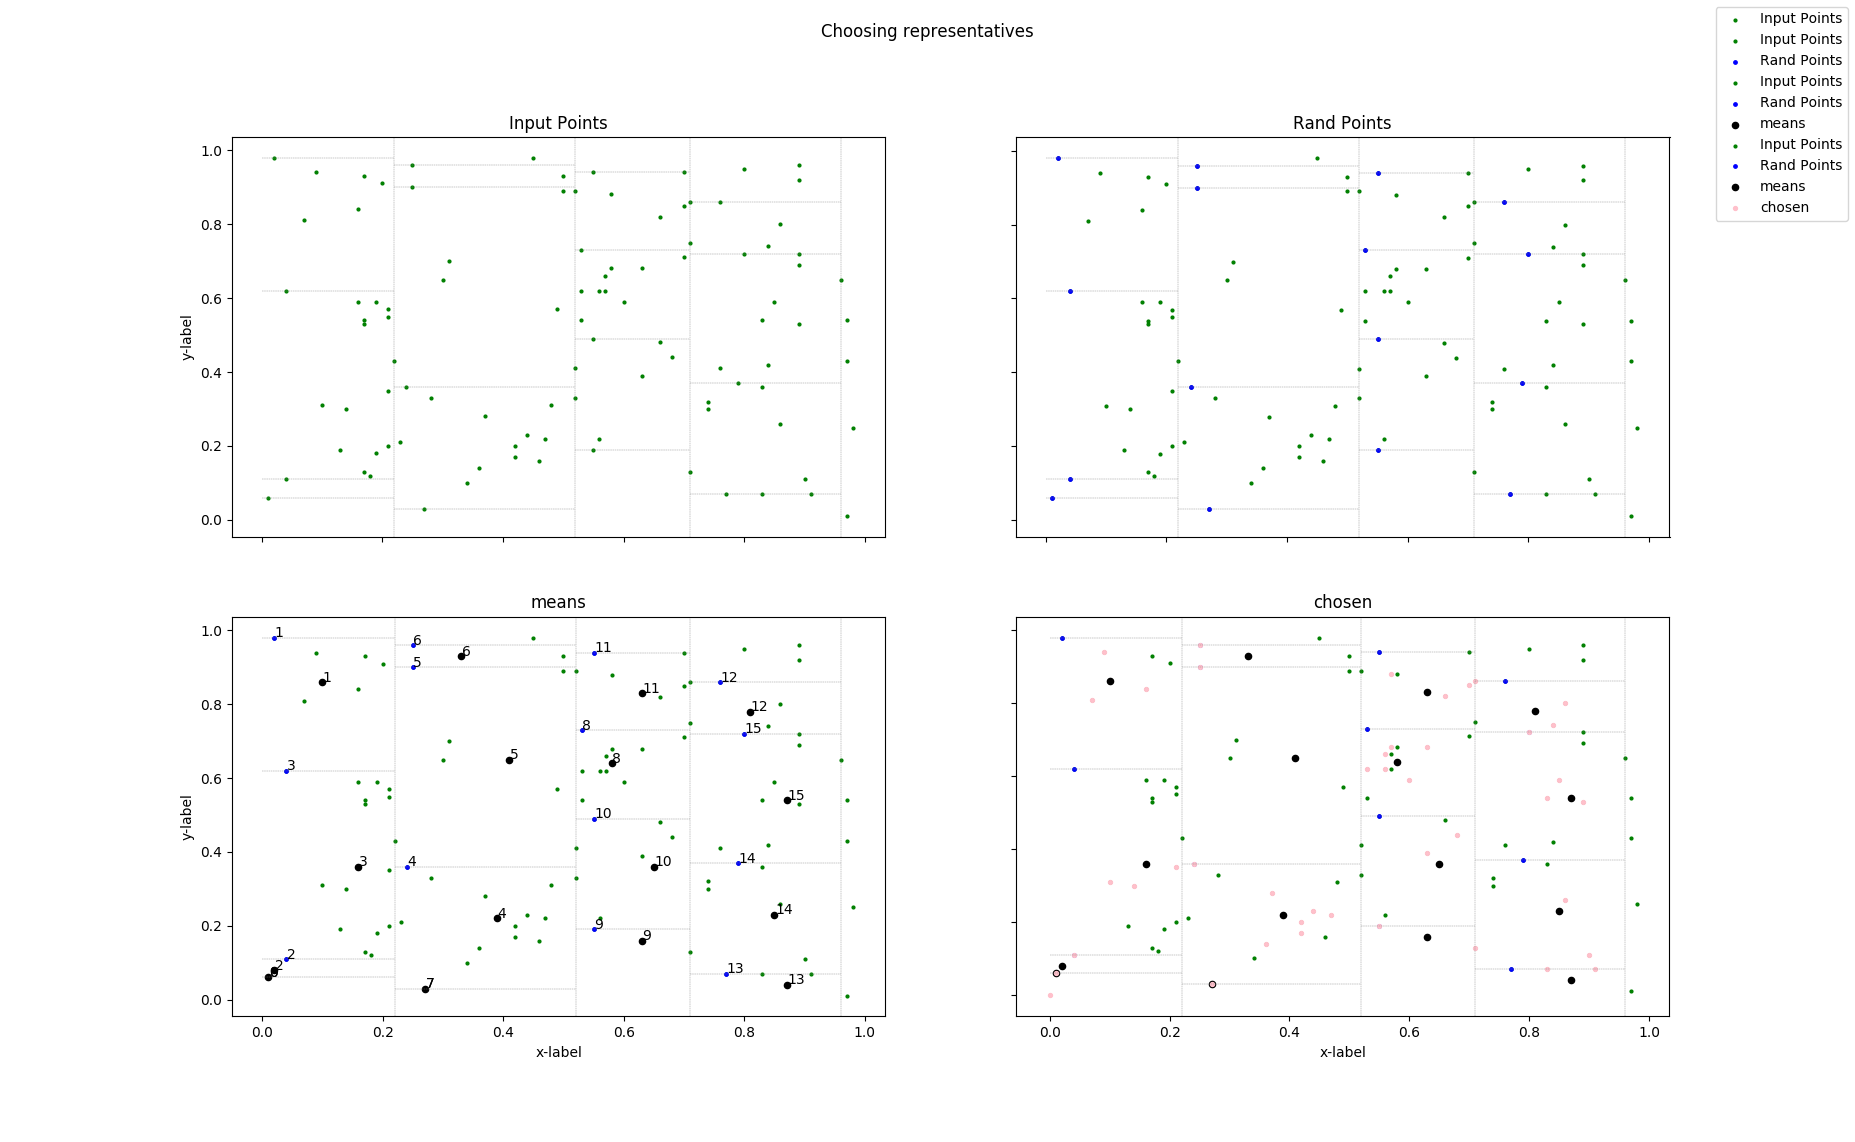 Choosing representatives
Input Points
Input Points
Rand Points
Input Points
Rand Points
means
Input Points
Rand Points
means
chosen
Input Points
1.0
0.8
0.6
0.4
0.2
0.0
y-label
Rand Points
means
1.0
0.8
0.6
0.4
0.2
0.0
y-label
1
6
6
5
11
1
12
11
12
8
15
5
8
3
15
10
3
4
10
14
4
14
9
9
2
2
13
7
13
0.0 0.2 0.4 0.6 0.8 1.0
x-label
chosen
0.0 0.2 0.4 0.6 0.8 1.0
x-label